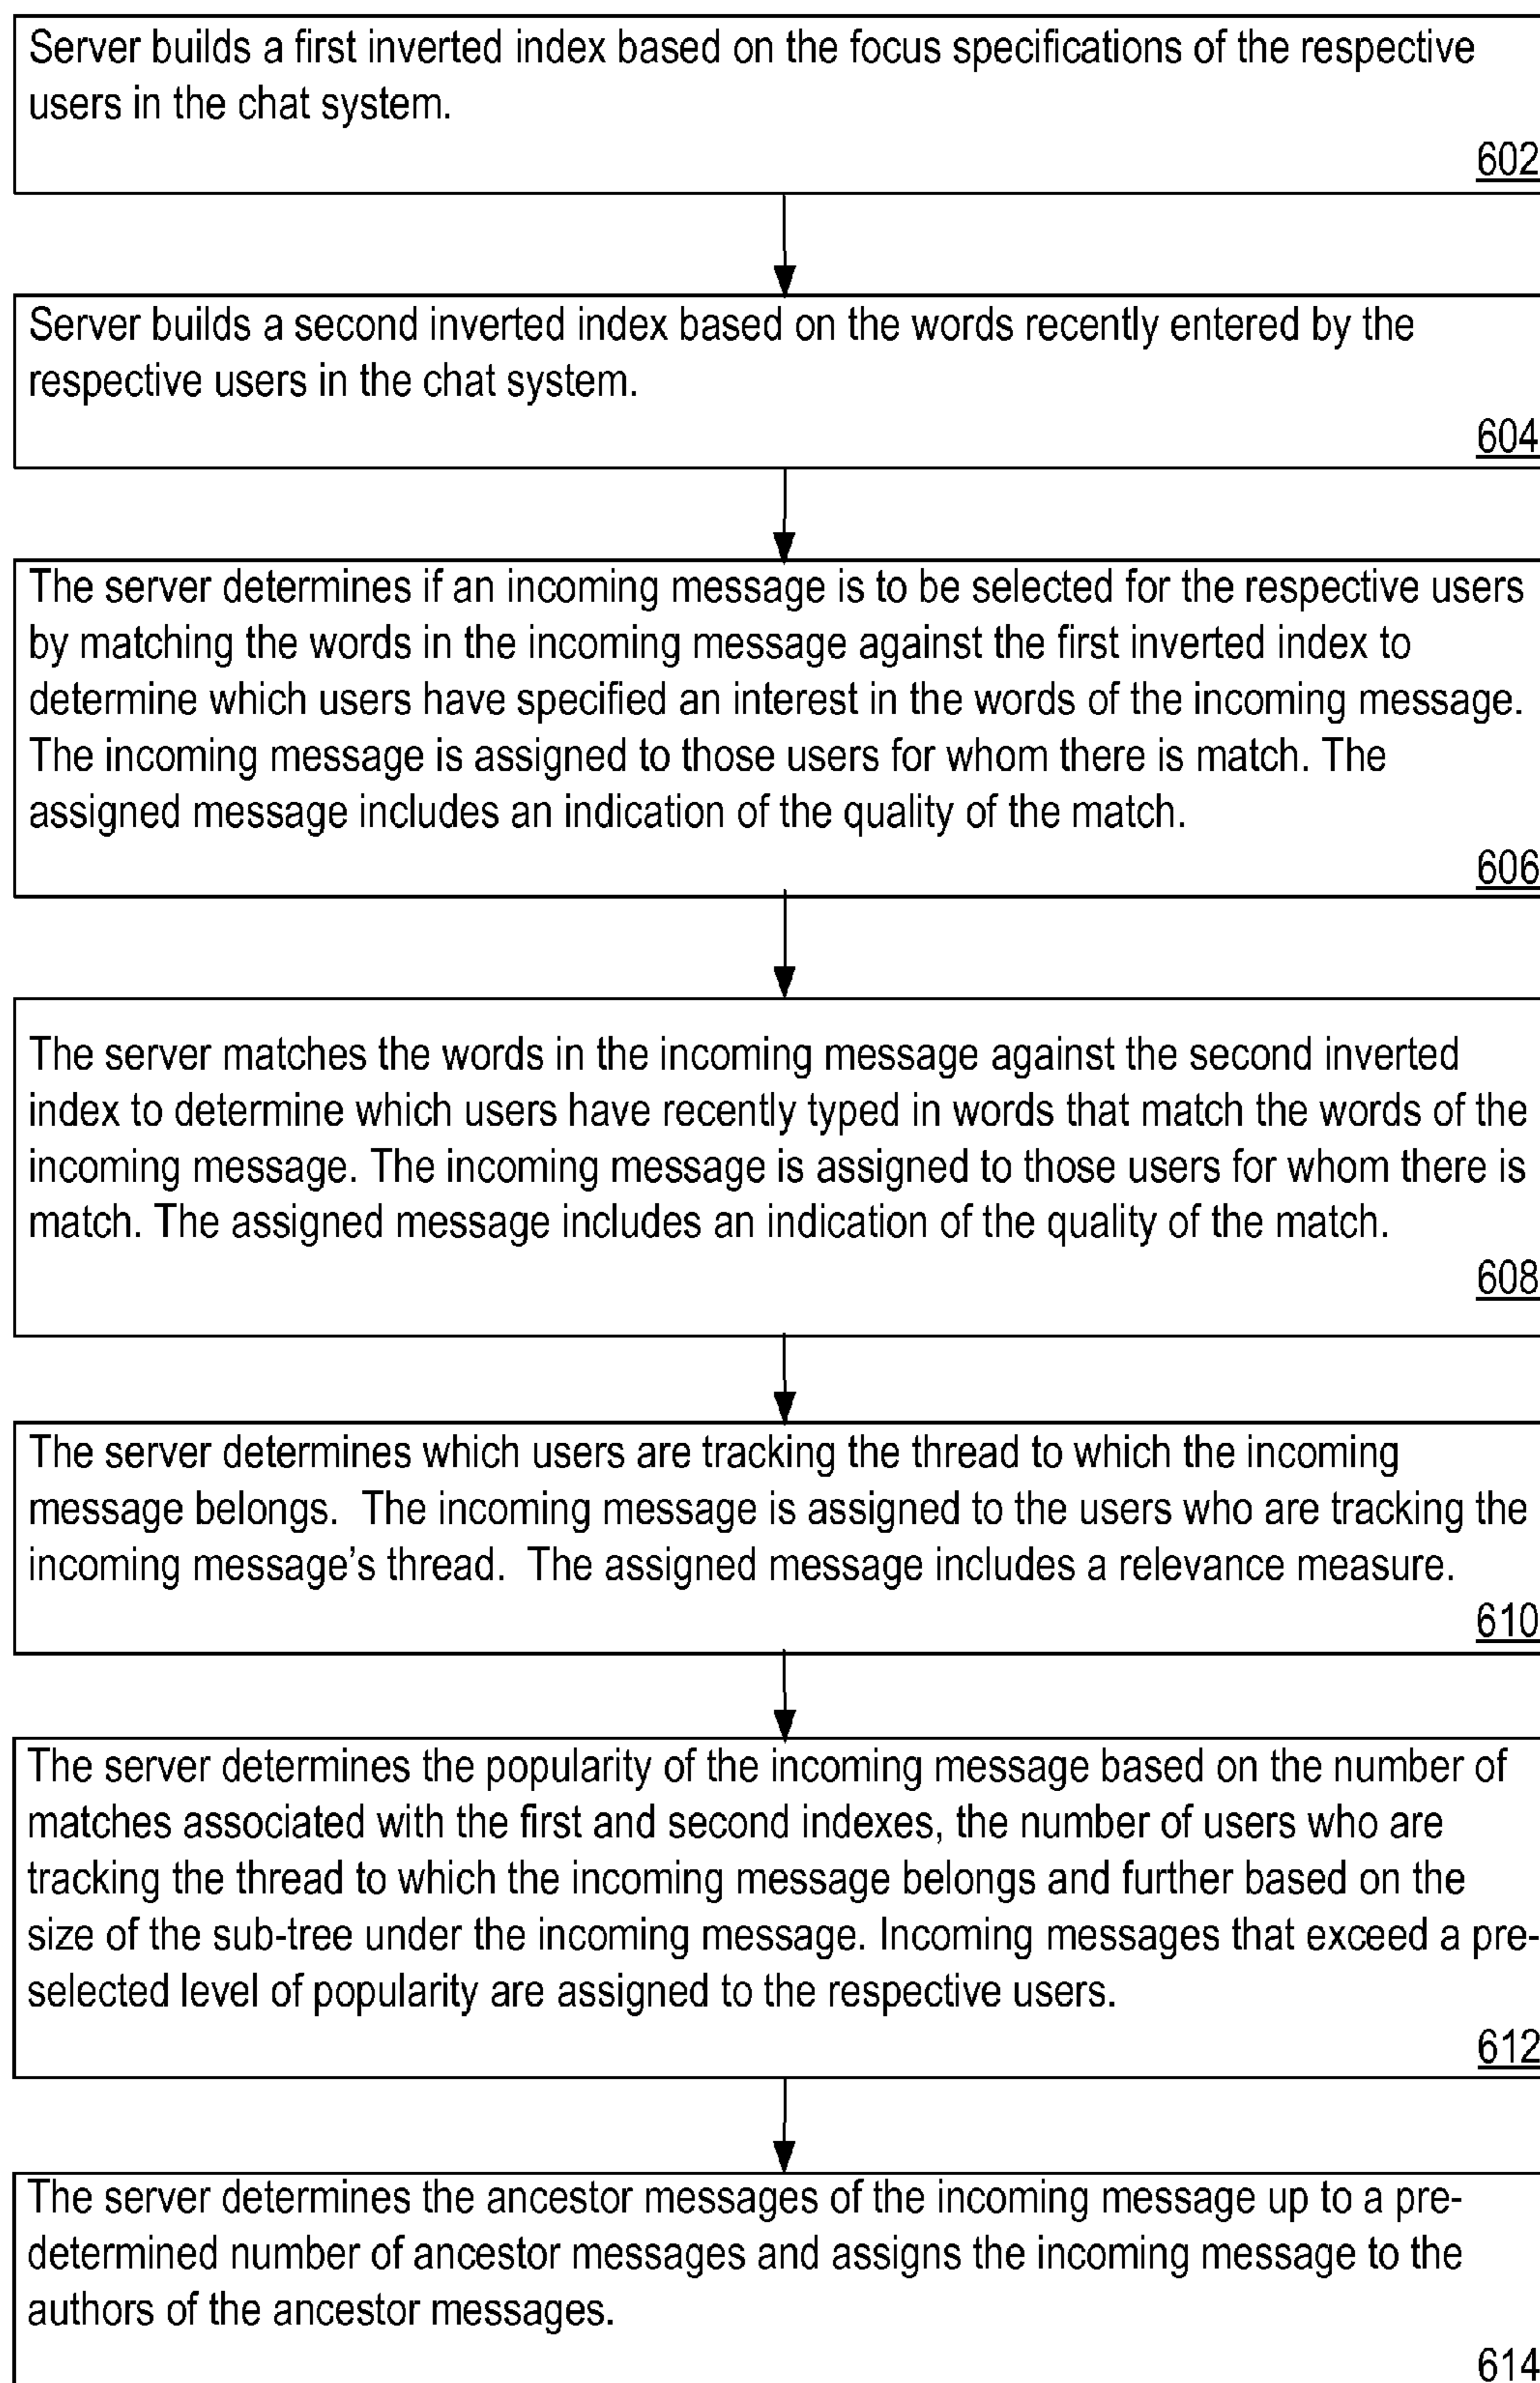 Server builds a first inverted index based on the focus specifications of the respective
users in the chat system.
602
Server builds a second inverted index based on the words recently entered by the
respective users in the chat system.
604
The server determines if an incoming message is to be selected for the respective users
by matching the words in the incoming message against the first inverted index to
determine which users have specified an interest in the words of the incoming message.
The incoming message is assigned to those users for whom there is match. The
assigned message includes an indication of the quality of the match.
606
The server matches the words in the incoming message against the second inverted
index to determine which users have recently typed in words that match the words of the
incoming message. The incoming message is assigned to those users for whom there is
match. The assigned message includes an indication of the quality of the match.
608
The server determines which users are tracking the thread to which the incoming
message belongs.  The incoming message is assigned to the users who are tracking the
incoming message's thread.  The assigned message includes a relevance measure.
610
The server determines the popularity of the incoming message based on the number of
matches associated with the first and second indexes, the number of users who are
tracking the thread to which the incoming message belongs and further based on the
size of the sub-tree under the incoming message. Incoming messages that exceed a pre-
selected level of popularity are assigned to the respective users.
612
The server determines the ancestor messages of the incoming message up to a pre-
determined number of ancestor messages and assigns the incoming message to the
authors of the ancestor messages.
614